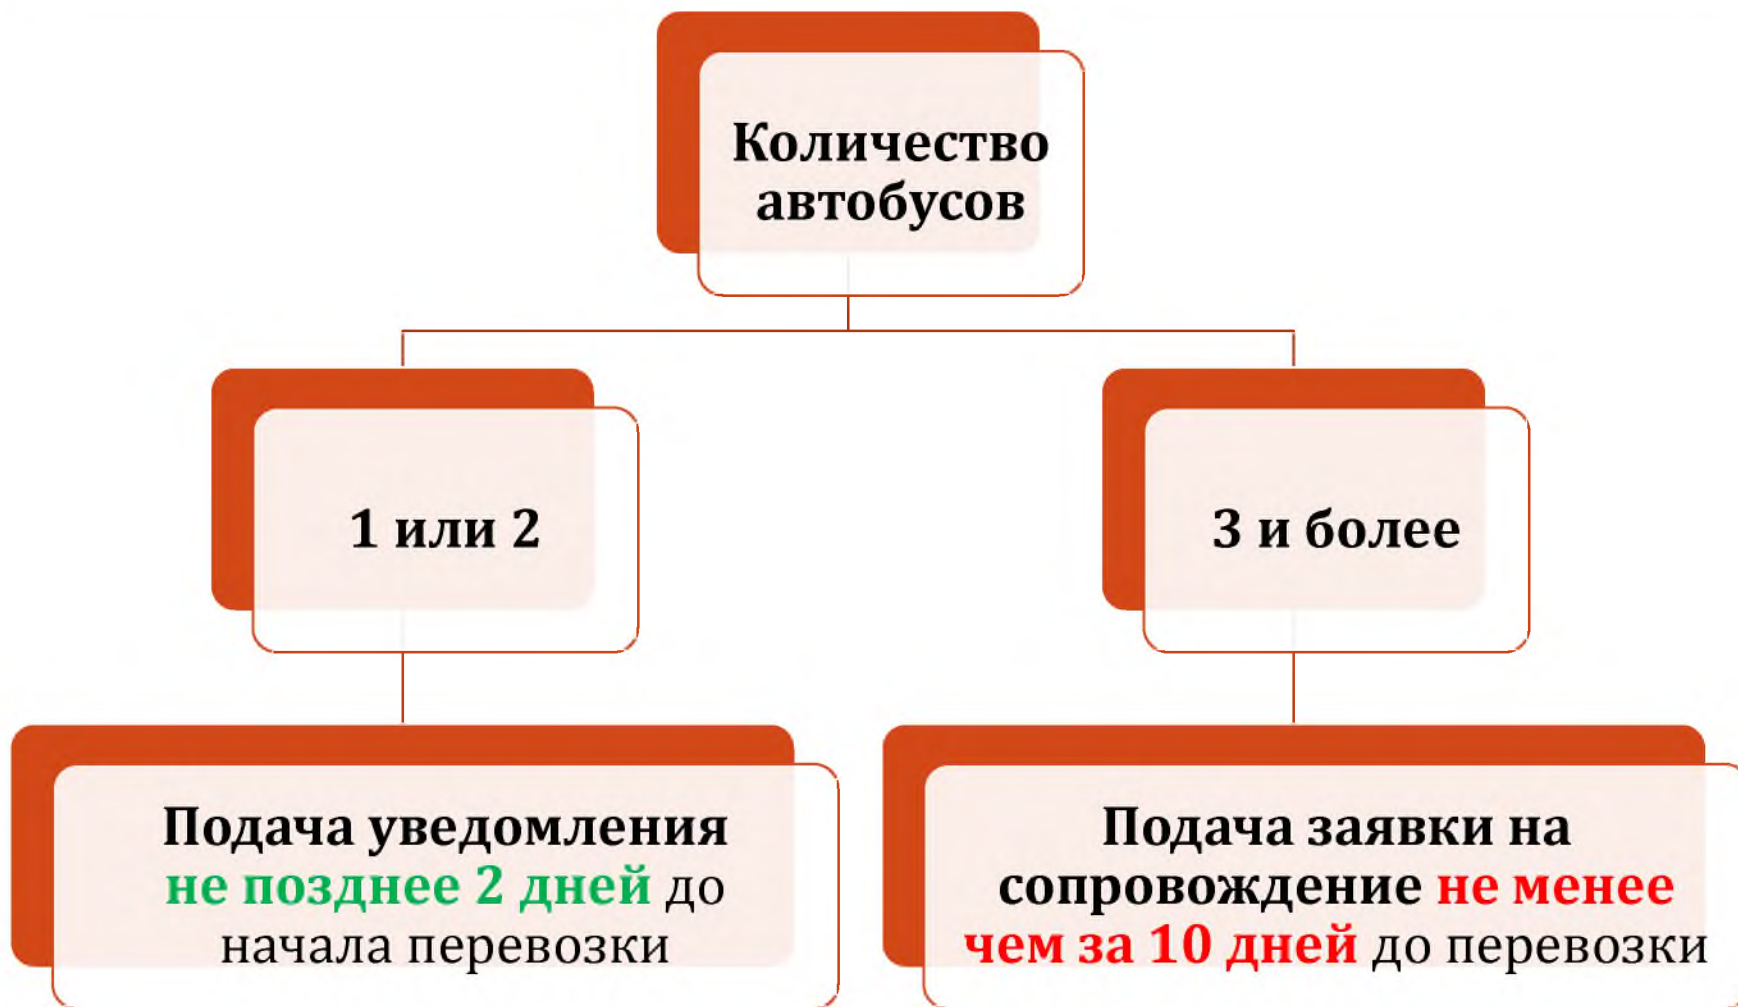 Количество
автобусов
1 или 2
3 и более
Подача уведомления
не позднее 2 дней до
начала перевозки
Подача заявки на
сопровождение не менее
чем за 10 дней до перевозки